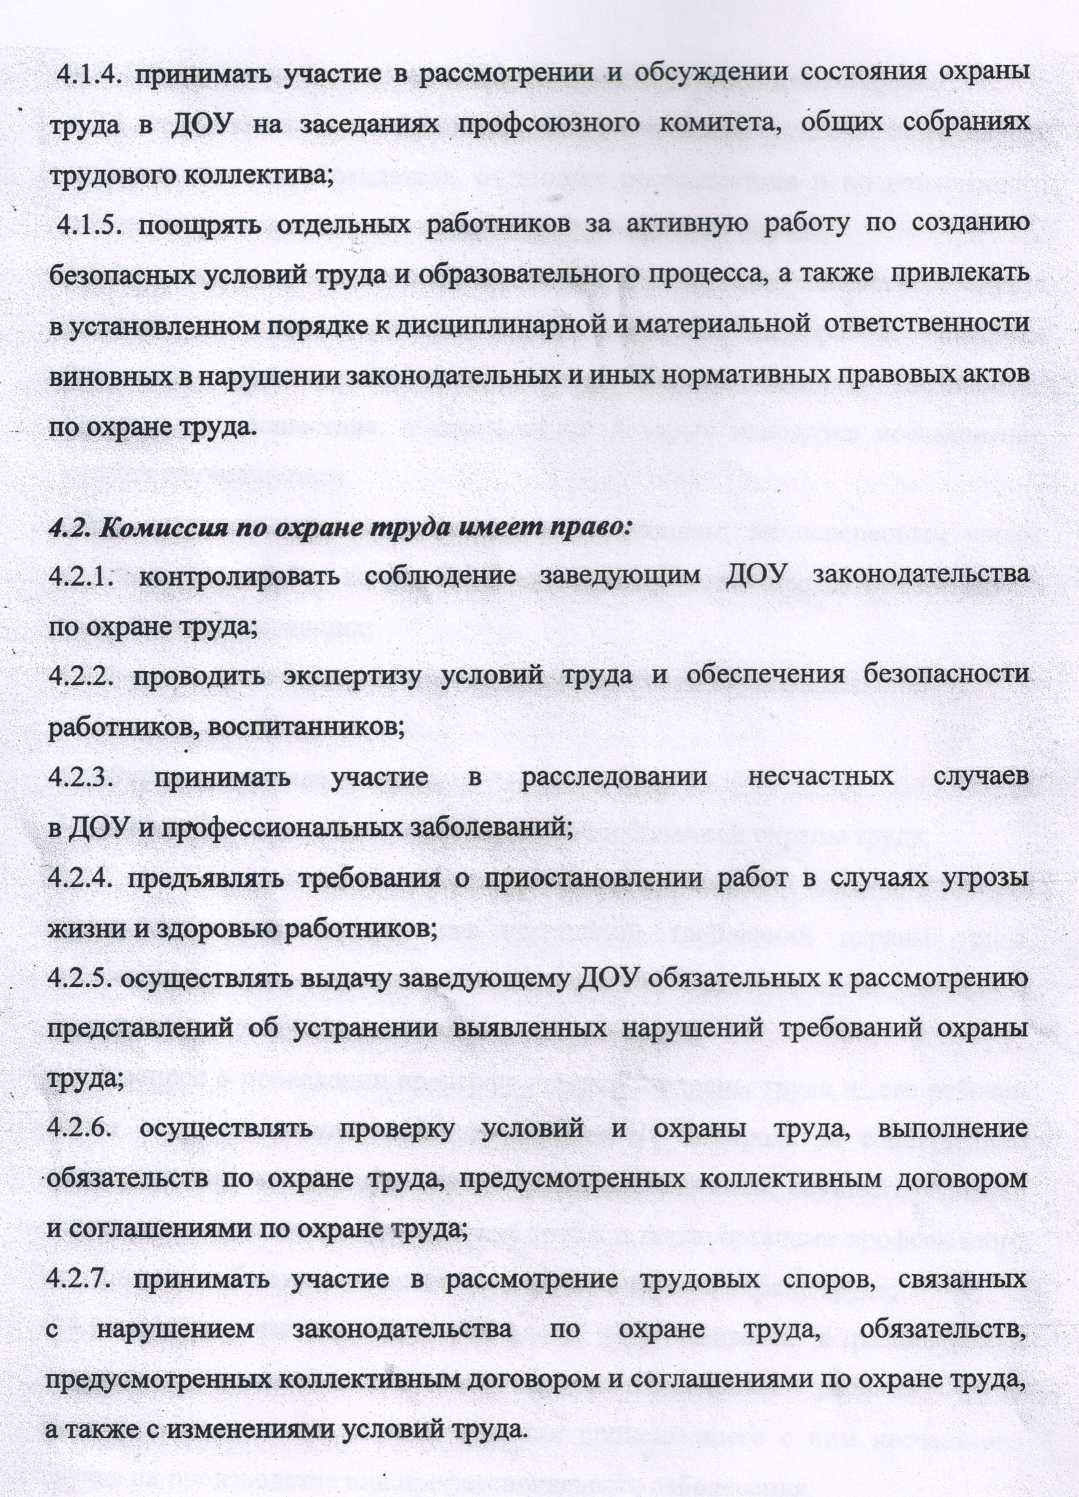 4.1.4. принимать участие в рассмотрении и обсуждении состояния охраны
труда в ДОУ на заседаниях профсоюзного комитета, общих собраниях
трудового коллектива;
4.1.5. поощрять отдельных работников за активную работу по созданию
безопасных условий труда и образовательного процесса, а также привлекать
в установленном порядке к дисциплинарной и материальной ответственности
виновных в нарушении законодательных и иных нормативных правовых актов
по охране труда.
4.2. Комиссия по охране труда имеет право:
4.2.1. контролировать соблюдение заведующим ДОУ законодательства
по охране труда;
4.2.2. проводить экспертизу условий труда и обеспечения безопасности
работников, воспитанников;
4.2.3. принимать участие в расследовании несчастных случаев
в ДОУ и профессиональных заболеваний;
4.2.4. предъявлять требования о приостановлении работ в случаях угрозы
жизни и здоровью работников;
4.2.5. осуществлять выдачу заведующему ДОУ обязательных к рассмотрению
представлений об устранении выявленных нарушений требований охраны
труда;
4.2.6. осуществлять проверку условий и охраны труда, выполнение
обязательств по охране труда, предусмотренных коллективным договором
и соглашениями по охране труда;
4.2.7. принимать участие в рассмотрение трудовых споров, связанных
с нарушением законодательства по охране труда, обязательств,
предусмотренных коллективным договором и соглашениями по охране труда,
а также с изменениями условий труда.